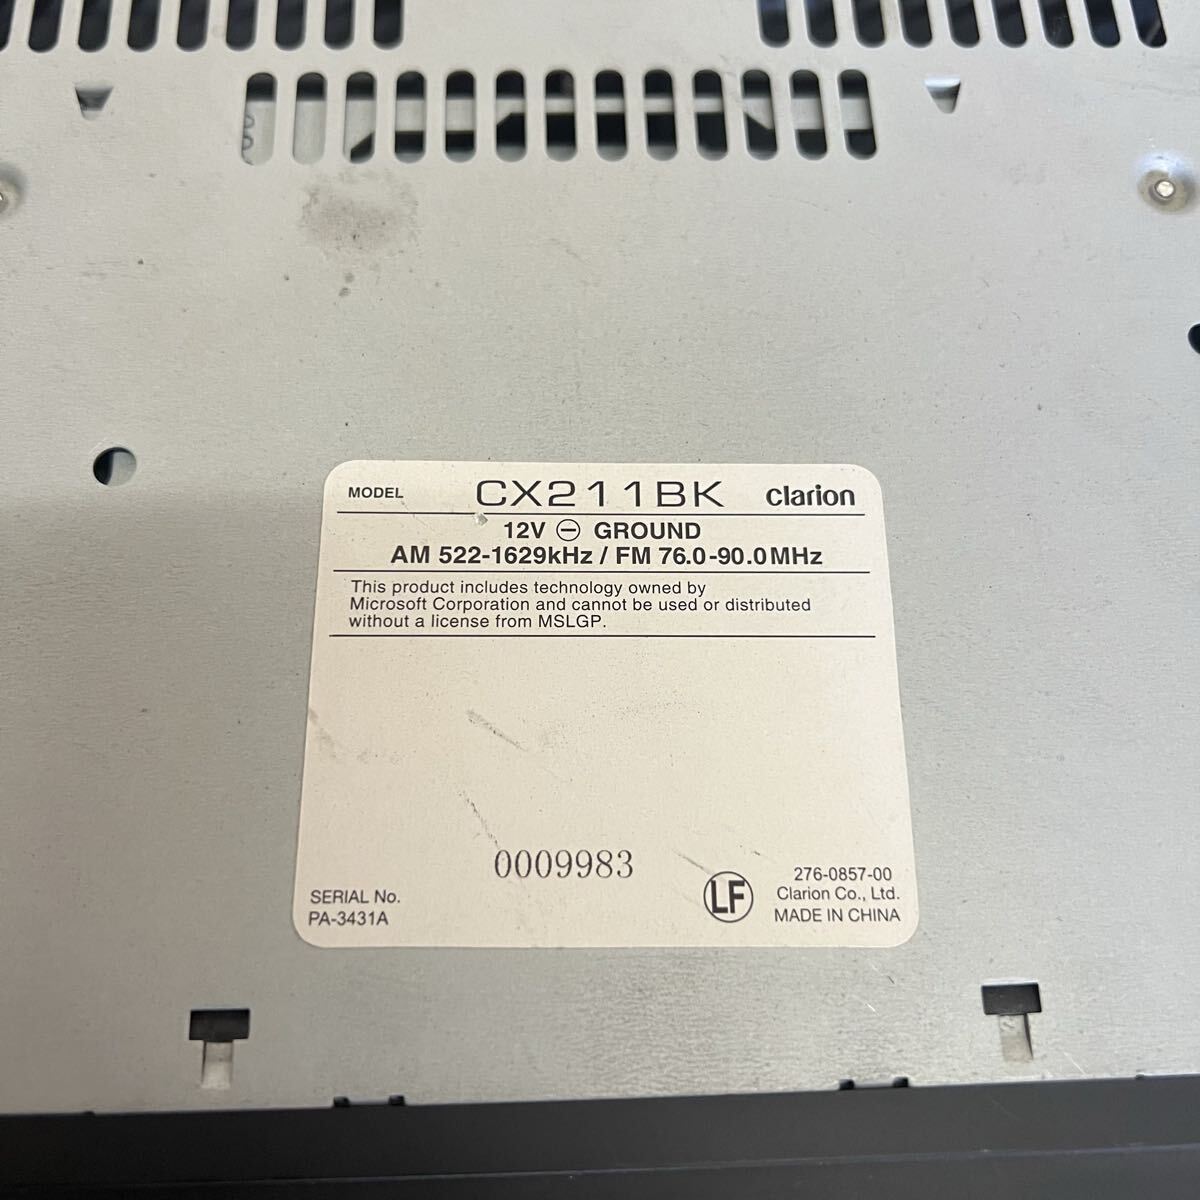 MODEL CX211BK clarion
12V ⊖ GROUND
AM 522-1629kHz / FM 76.0-90.0MHz
This product includes technology owned by
Microsoft Corporation and cannot be used or distributed
without a license from MSLGP.
0009983
SERIAL No.
PA-3431A
LF
276-0857-00
Clarion Co., Ltd.
MADE IN CHINA